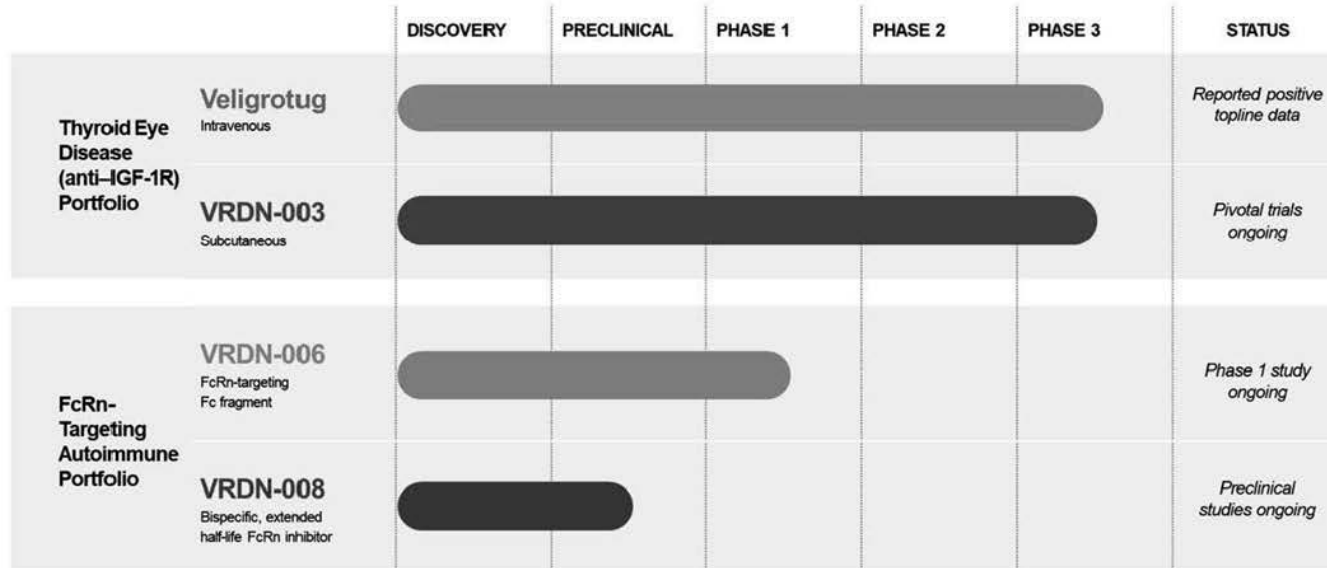 DISCOVERY PRECLINICAL PHASE 1 PHASE 2 PHASE 3 STATUS
Thyroid Eye
Disease
(anti–IGF-1R)
Portfolio
Veligrotug
Intravenous
Reported positive
topline data
VRDN-003
Subcutaneous
Pivotal trials
ongoing
FcRn-
Targeting
Autoimmune
Portfolio
VRDN-006
FcRn-targeting
Fc fragment
Phase 1 study
ongoing
VRDN-008
Bispecific, extended
half-life FcRn inhibitor
Preclinical
studies ongoing